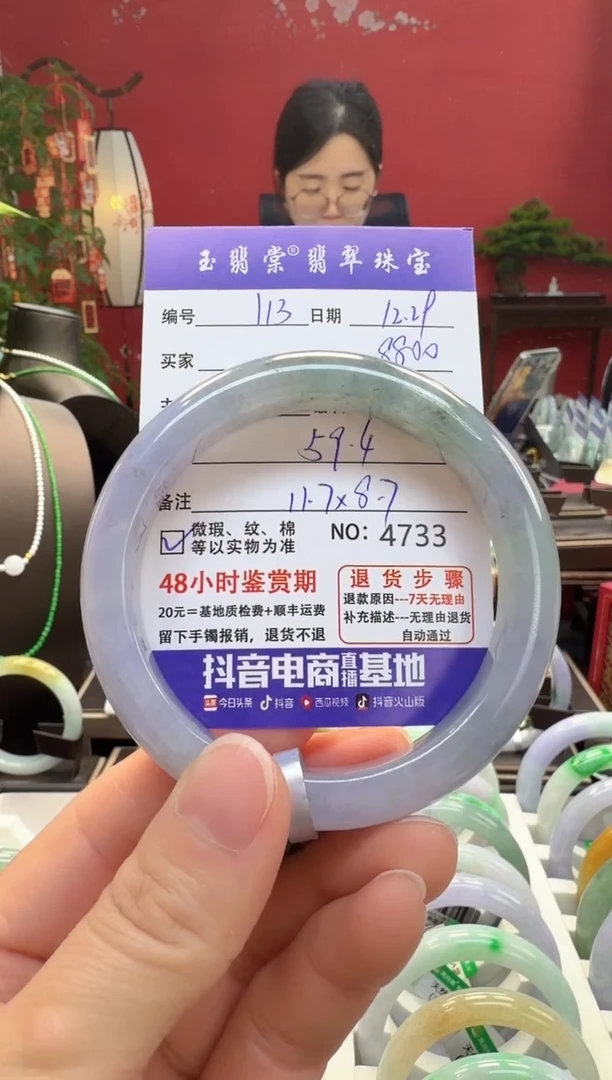 玉翡棠®翡翠珠宝
编号 113 日期 12.29
买家 8800
59.4
备注 11.7×8.7
微瑕、纹、棉
等以实物为准
NO: 4733
48小时鉴赏期
20元=基地质检费+顺丰运费
留下手镯报销，退货不退
退货步骤
退款原因---7天无理由
补充描述---无理由退货
自动通过
抖音电商直播基地
头条 今日头条 抖音 西瓜视频 抖音火山版